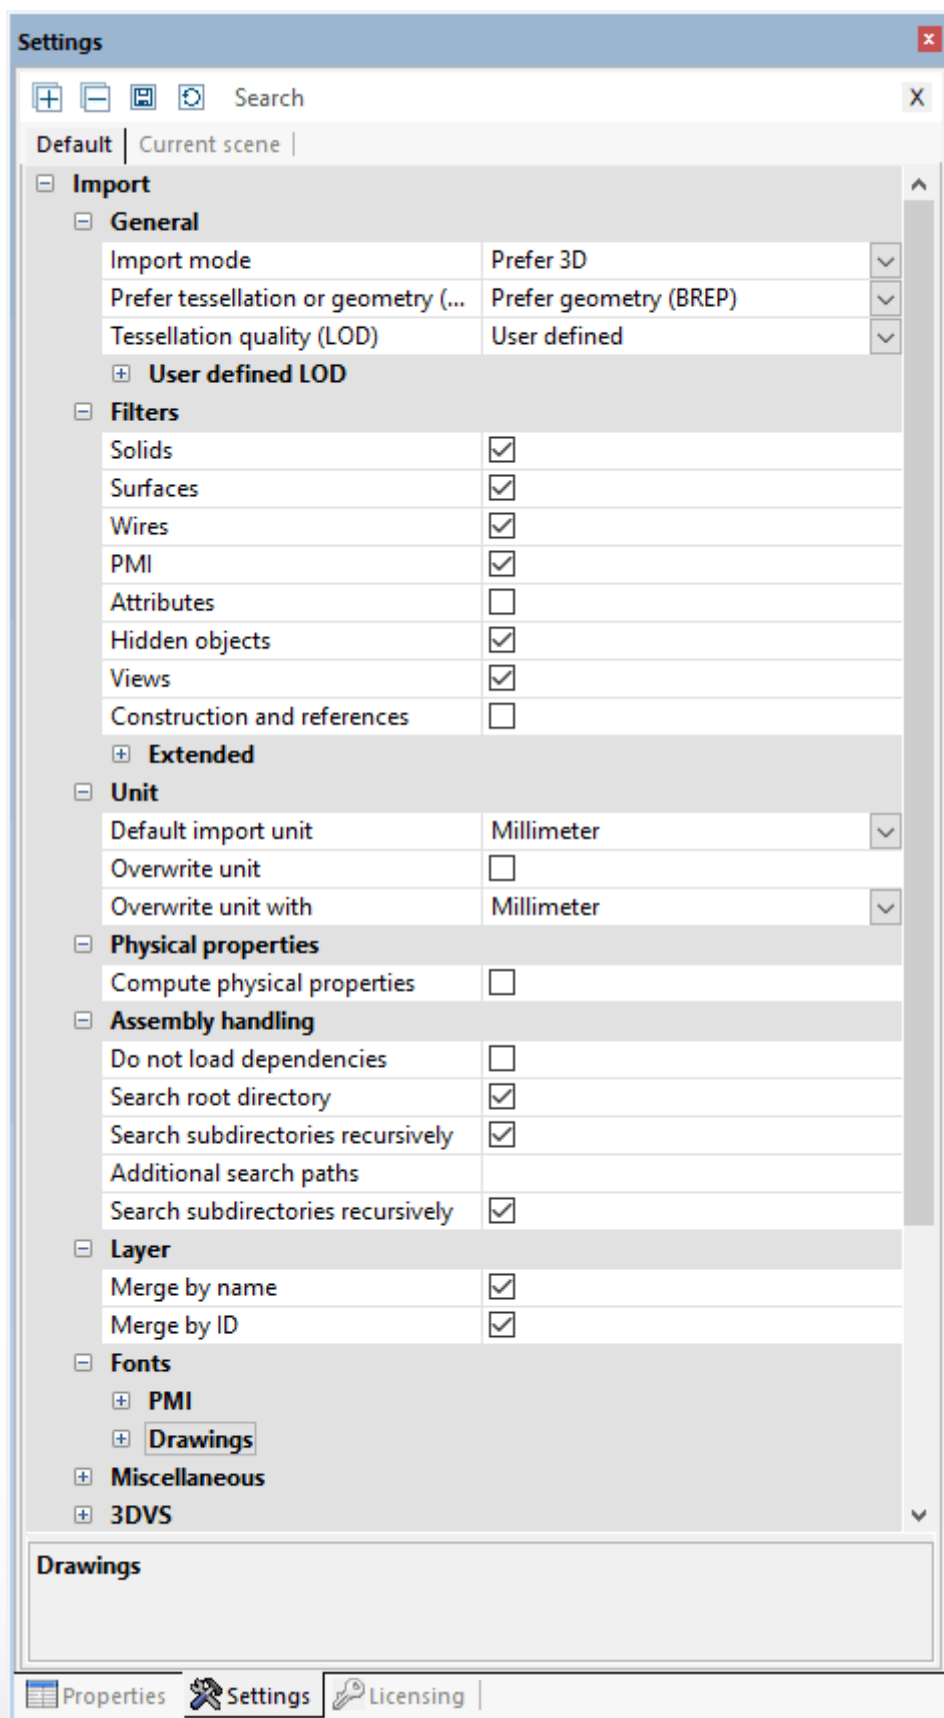 Settings
Search X
Default Current scene
Import
General
Import mode Prefer 3D
Prefer tessellation or geometry (... Prefer geometry (BREP)
Tessellation quality (LOD) User defined
User defined LOD
Filters
Solids
Surfaces
Wires
PMI
Attributes
Hidden objects
Views
Construction and references
Extended
Unit
Default import unit Millimeter
Overwrite unit
Overwrite unit with Millimeter
Physical properties
Compute physical properties
Assembly handling
Do not load dependencies
Search root directory
Search subdirectories recursively
Additional search paths
Search subdirectories recursively
Layer
Merge by name
Merge by ID
Fonts
PMI
Drawings
Miscellaneous
3DVS
Drawings
Properties Settings Licensing